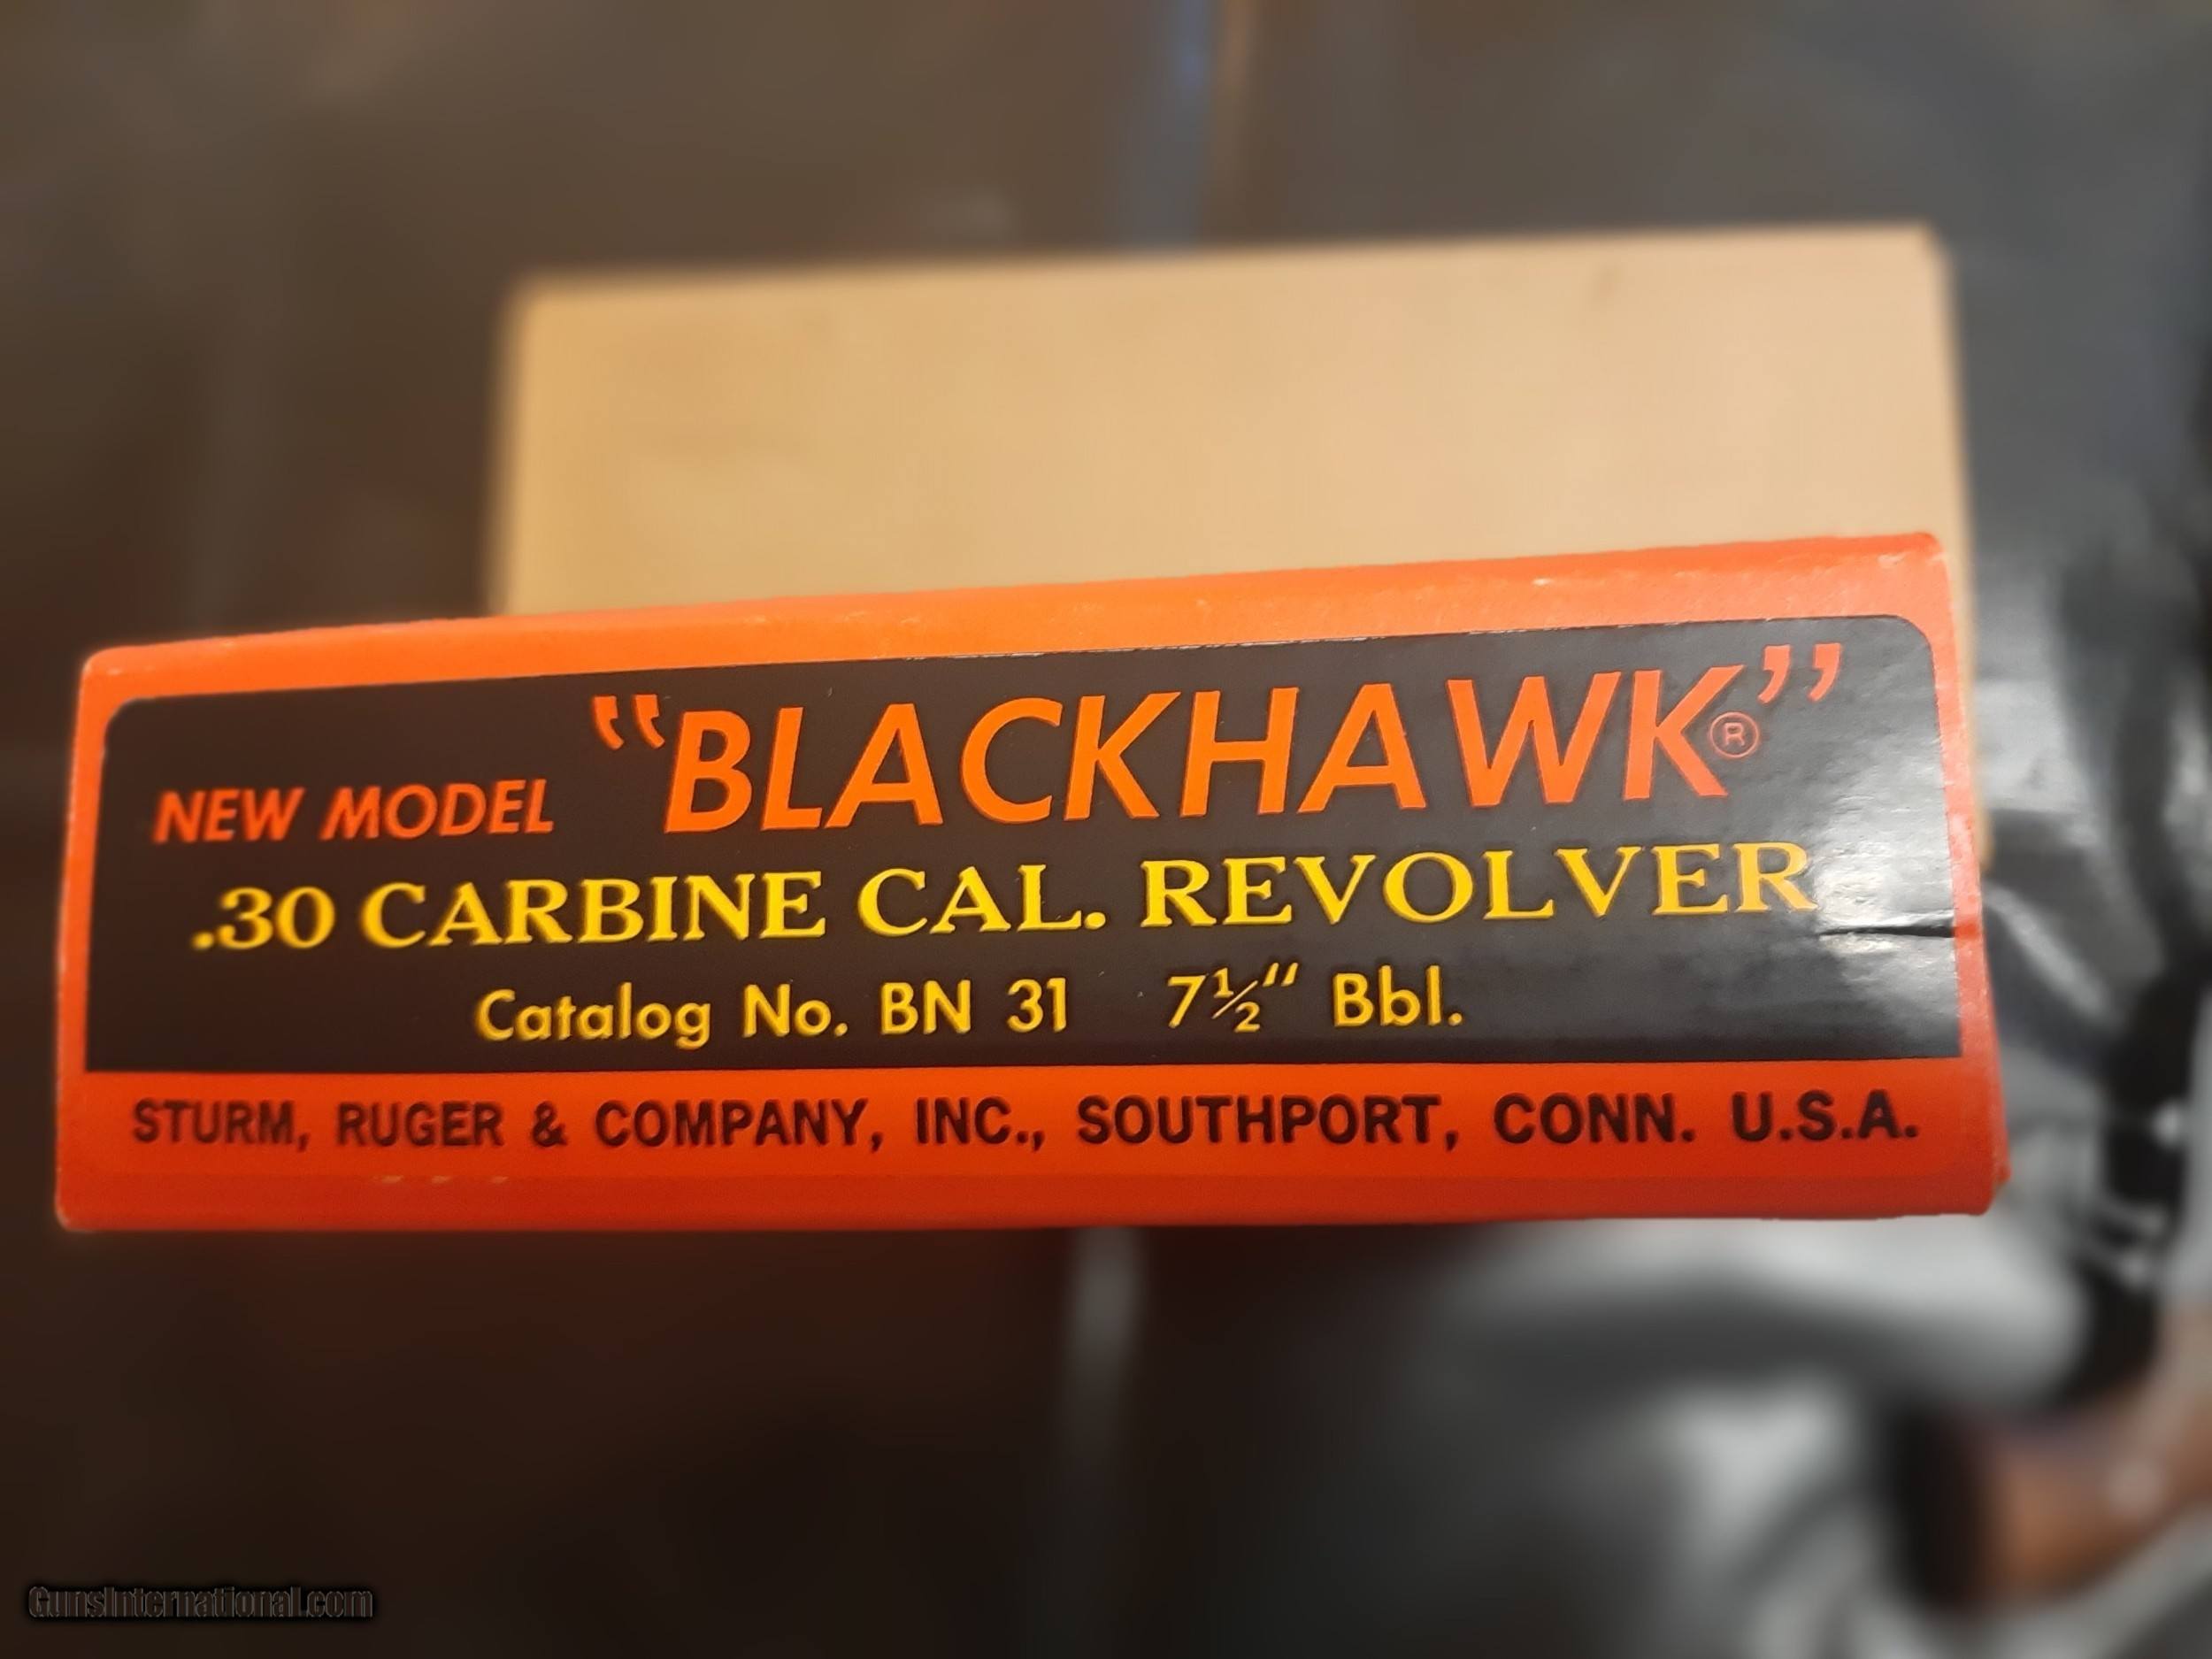 NEW MODEL "BLACKHAWK®"
.30 CARBINE CAL. REVOLVER
Catalog No. BN 31 7½" Bbl.
STURM, RUGER & COMPANY, INC., SOUTHPORT, CONN. U.S.A.
GunsInternational.com